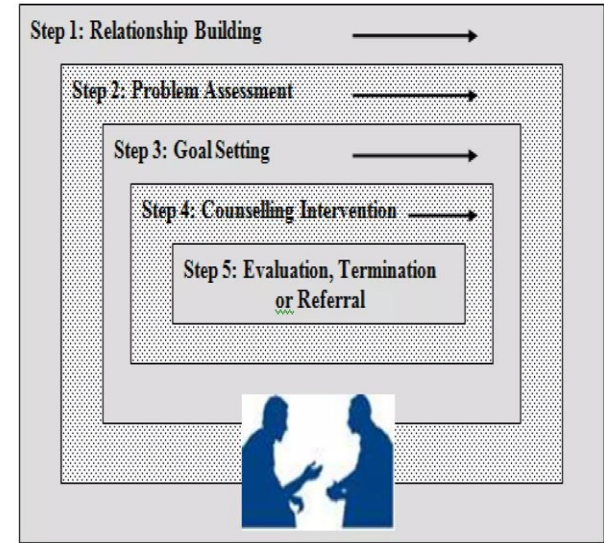 Step 1: Relationship Building
Step 2: Problem Assessment
Step 3: Goal Setting
Step 4: Counselling Intervention
Step 5: Evaluation, Termination
or Referral